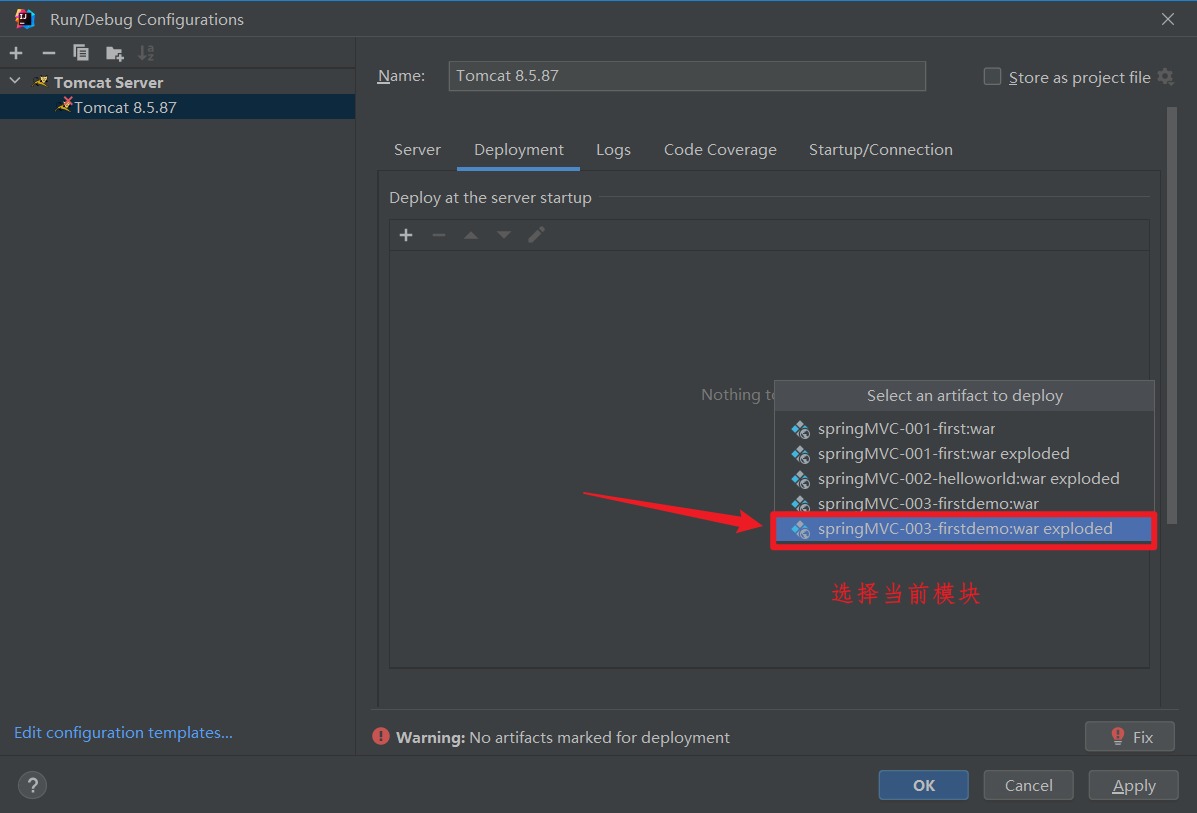 Run/Debug Configurations
Tomcat Server
Tomcat 8.5.87
Name:
Tomcat 8.5.87
Store as project file
Server
Deployment
Logs
Code Coverage
Startup/Connection
Deploy at the server startup
Nothing
Select an artifact to deploy
springMVC-001-first:war
springMVC-001-first:war exploded
springMVC-002-helloworld:war exploded
springMVC-003-firstdemo:war
springMVC-003-firstdemo:war exploded
选择当前模块
Edit configuration templates...
Warning: No artifacts marked for deployment
Fix
?
OK
Cancel
Apply